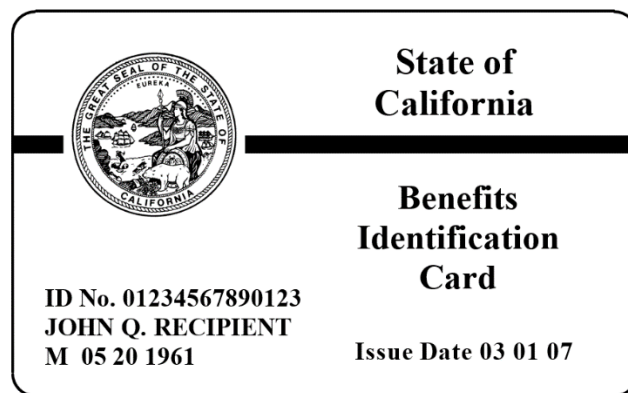 THE GREAT SEAL OF THE STATE OF CALIFORNIA
EUREKA
State of
California
Benefits
Identification
Card
ID No. 01234567890123
JOHN Q. RECIPIENT
M 05 20 1961
Issue Date 03 01 07